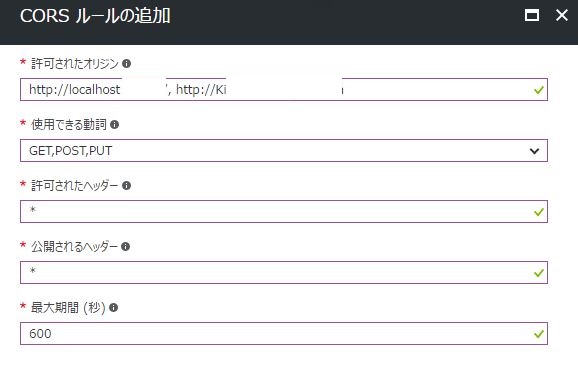 CORS ルールの追加
* 許可されたオリジン
http://localhost ', http://Ki
* 使用できる動詞
GET,POST,PUT
* 許可されたヘッダー
*
* 公開されるヘッダー
*
* 最大期間 (秒)
600